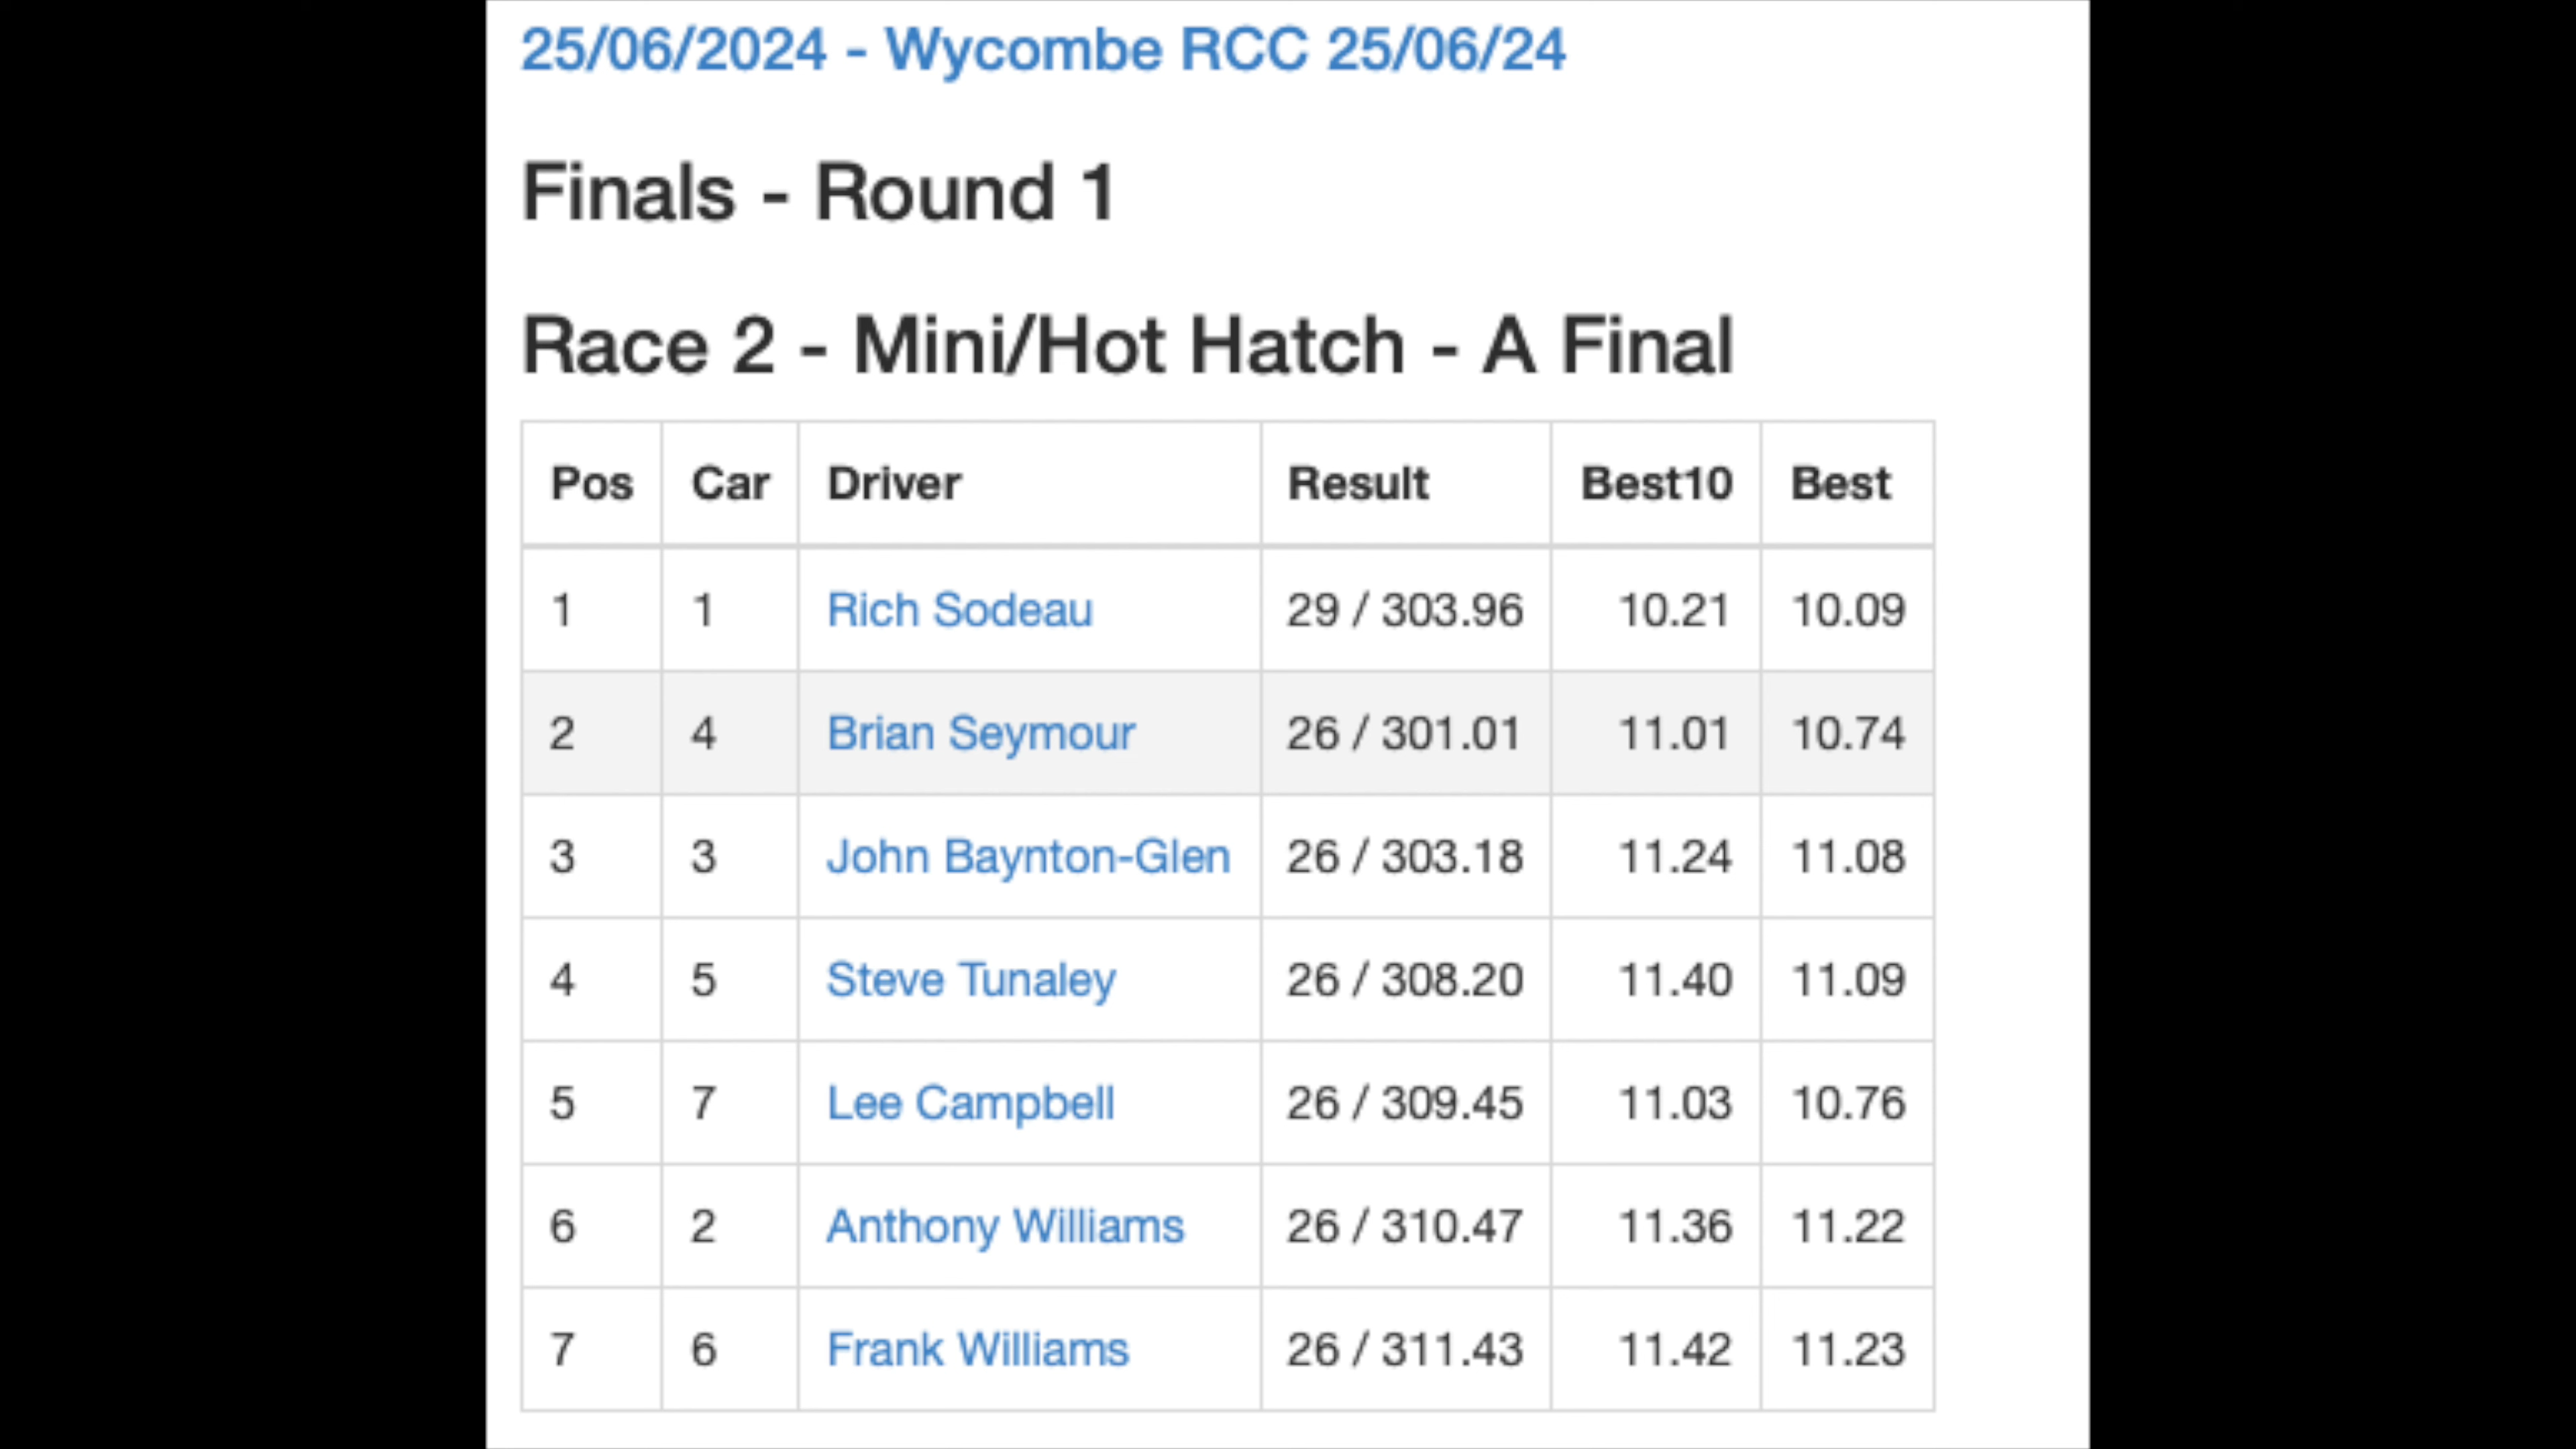 25/06/2024 - Wycombe RCC 25/06/24
Finals - Round 1
Race 2 - Mini/Hot Hatch - A Final
Pos Car Driver Result Best10 Best
1 1 Rich Sodeau 29 / 303.96 10.21 10.09
2 4 Brian Seymour 26 / 301.01 11.01 10.74
3 3 John Baynton-Glen 26 / 303.18 11.24 11.08
4 5 Steve Tunaley 26 / 308.20 11.40 11.09
5 7 Lee Campbell 26 / 309.45 11.03 10.76
6 2 Anthony Williams 26 / 310.47 11.36 11.22
7 6 Frank Williams 26 / 311.43 11.42 11.23